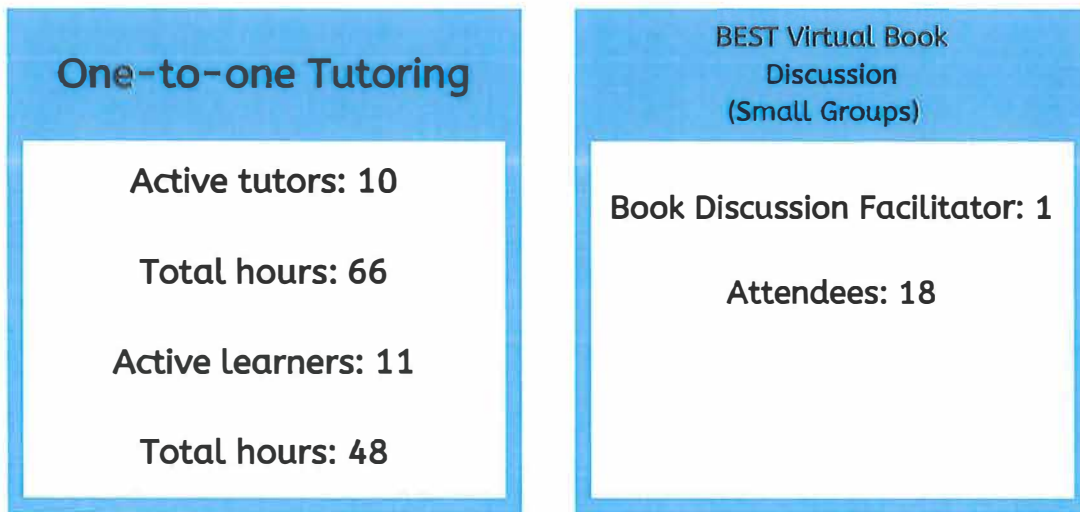 One-to-one Tutoring
Active tutors: 10
Total hours: 66
Active learners: 11
Total hours: 48
BEST Virtual Book
Discussion
(Small Groups)
Book Discussion Facilitator: 1
Attendees: 18